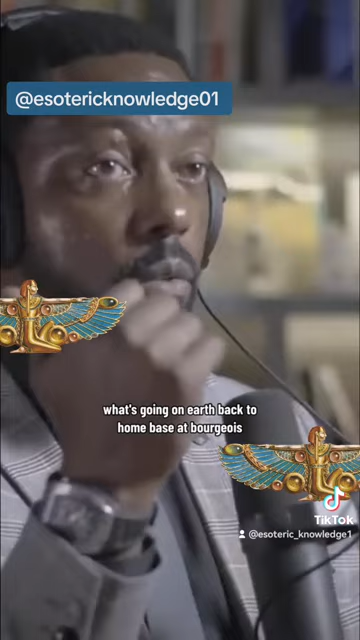 @esotericknowledge01
what's going on earth back to
home base at bourgeois
TikTok
@esoteric_knowledge1